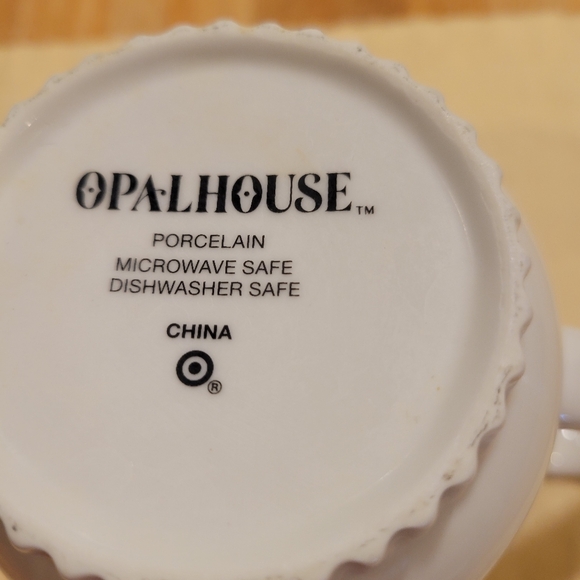 OPALHOUSE™
PORCELAIN
MICROWAVE SAFE
DISHWASHER SAFE
CHINA
®